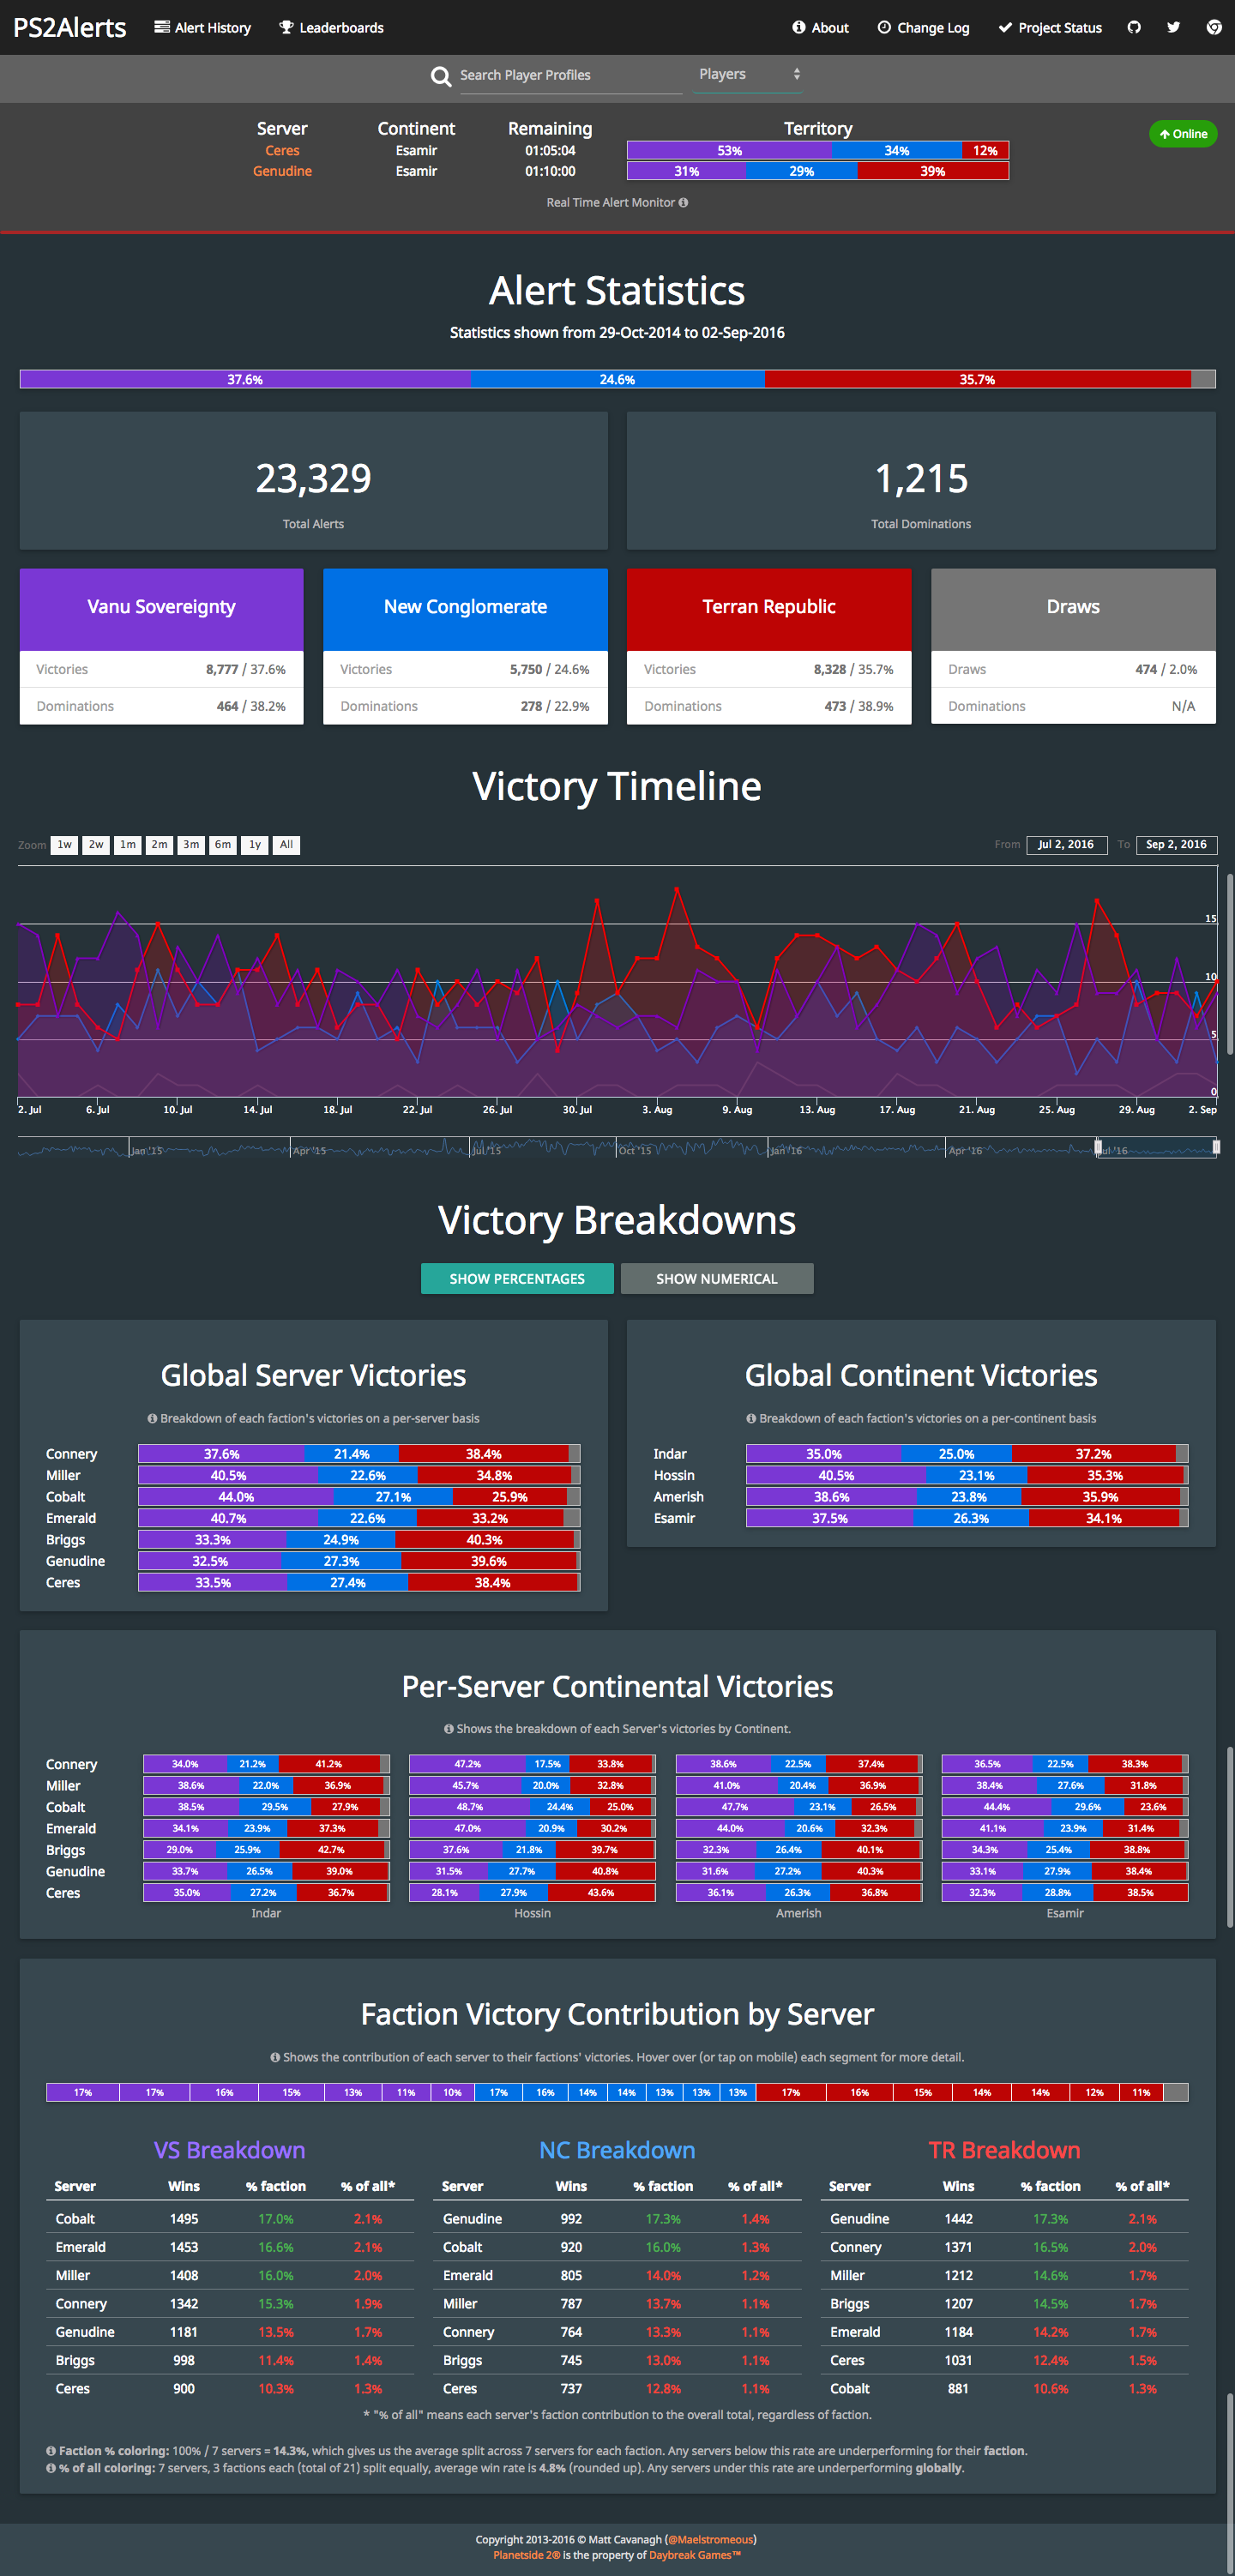 PS2Alerts Alert History Leaderboards About Change Log Project Status
Search Player Profiles Players
Server Continent Remaining Territory
Ceres Esamir 01:05:04 53% 34% 12% Online
Genudine Esamir 01:10:00 31% 29% 39%
Real Time Alert Monitor
Alert Statistics
Statistics shown from 29-Oct-2014 to 02-Sep-2016
37.6% 24.6% 35.7%
23,329 1,215
Total Alerts Total Dominations
Vanu Sovereignty New Conglomerate Terran Republic Draws
Victories 8,777 / 37.6% Victories 5,750 / 24.6% Victories 8,328 / 35.7% Draws 474 / 2.0%
Dominations 464 / 38.2% Dominations 278 / 22.9% Dominations 473 / 38.9% Dominations N/A
Victory Timeline
Zoom 1w 2w 1m 2m 3m 6m 1y All From Jul 2, 2016 To Sep 2, 2016
15
10
5
0
2. Jul 6. Jul 10. Jul 14. Jul 18. Jul 22. Jul 26. Jul 30. Jul 3. Aug 9. Aug 13. Aug 17. Aug 21. Aug 25. Aug 29. Aug 2. Sep
Jan '15 Apr '15 Jul '15 Oct '15 Jan '16 Apr '16 Jul '16
Victory Breakdowns
SHOW PERCENTAGES SHOW NUMERICAL
Global Server Victories
Breakdown of each faction's victories on a per-server basis
Connery 37.6% 21.4% 38.4%
Miller 40.5% 22.6% 34.8%
Cobalt 44.0% 27.1% 25.9%
Emerald 40.7% 22.6% 33.2%
Briggs 33.3% 24.9% 40.3%
Genudine 32.5% 27.3% 39.6%
Ceres 33.5% 27.4% 38.4%
Global Continent Victories
Breakdown of each faction's victories on a per-continent basis
Indar 35.0% 25.0% 37.2%
Hossin 40.5% 23.1% 35.3%
Amerish 38.6% 23.8% 35.9%
Esamir 37.5% 26.3% 34.1%
Per-Server Continental Victories
Shows the breakdown of each Server's victories by Continent.
Connery 34.0% 21.2% 41.2% 47.2% 17.5% 33.8% 38.6% 22.5% 37.4% 36.5% 22.5% 38.3%
Miller 38.6% 22.0% 36.9% 45.7% 20.0% 32.8% 41.0% 20.4% 36.9% 38.4% 27.6% 31.8%
Cobalt 38.5% 29.5% 27.9% 48.7% 24.4% 25.0% 47.7% 23.1% 26.5% 44.4% 29.6% 23.6%
Emerald 34.1% 23.9% 37.3% 47.0% 20.9% 30.2% 44.0% 20.6% 32.3% 41.1% 23.9% 31.4%
Briggs 29.0% 25.9% 42.7% 37.6% 21.8% 39.7% 32.3% 26.4% 40.1% 34.3% 25.4% 38.8%
Genudine 33.7% 26.5% 39.0% 31.5% 27.7% 40.8% 31.6% 27.2% 40.3% 33.1% 27.9% 38.4%
Ceres 35.0% 27.2% 36.7% 28.1% 27.9% 43.6% 36.1% 26.3% 36.8% 32.3% 28.8% 38.5%
Indar Hossin Amerish Esamir
Faction Victory Contribution by Server
Shows the contribution of each server to their factions' victories. Hover over (or tap on mobile) each segment for more detail.
17% 17% 16% 15% 13% 11% 10% 17% 16% 14% 14% 13% 13% 13% 17% 16% 15% 14% 14% 12% 11%
VS Breakdown NC Breakdown TR Breakdown
Server Wins % faction % of all* Server Wins % faction % of all* Server Wins % faction % of all*
Cobalt 1495 17.0% 2.1% Genudine 992 17.3% 1.4% Genudine 1442 17.3% 2.1%
Emerald 1453 16.6% 2.1% Cobalt 920 16.0% 1.3% Connery 1371 16.5% 2.0%
Miller 1408 16.0% 2.0% Emerald 805 14.0% 1.2% Miller 1212 14.6% 1.7%
Connery 1342 15.3% 1.9% Miller 787 13.7% 1.1% Briggs 1207 14.5% 1.7%
Genudine 1181 13.5% 1.7% Connery 764 13.3% 1.1% Emerald 1184 14.2% 1.7%
Briggs 998 11.4% 1.4% Briggs 745 13.0% 1.1% Ceres 1031 12.4% 1.5%
Ceres 900 10.3% 1.3% Ceres 737 12.8% 1.1% Cobalt 881 10.6% 1.3%
* "% of all" means each server's faction contribution to the overall total, regardless of faction.
Faction % coloring: 100% / 7 servers = 14.3%, which gives us the average split across 7 servers for each faction. Any servers below this rate are underperforming for their faction.
% of all coloring: 7 servers, 3 factions each (total of 21) split equally, average win rate is 4.8% (rounded up). Any servers under this rate are underperforming globally.
Copyright 2013-2016 © Matt Cavanagh (@Maelstromeous)
Planetside 2® is the property of Daybreak Games™